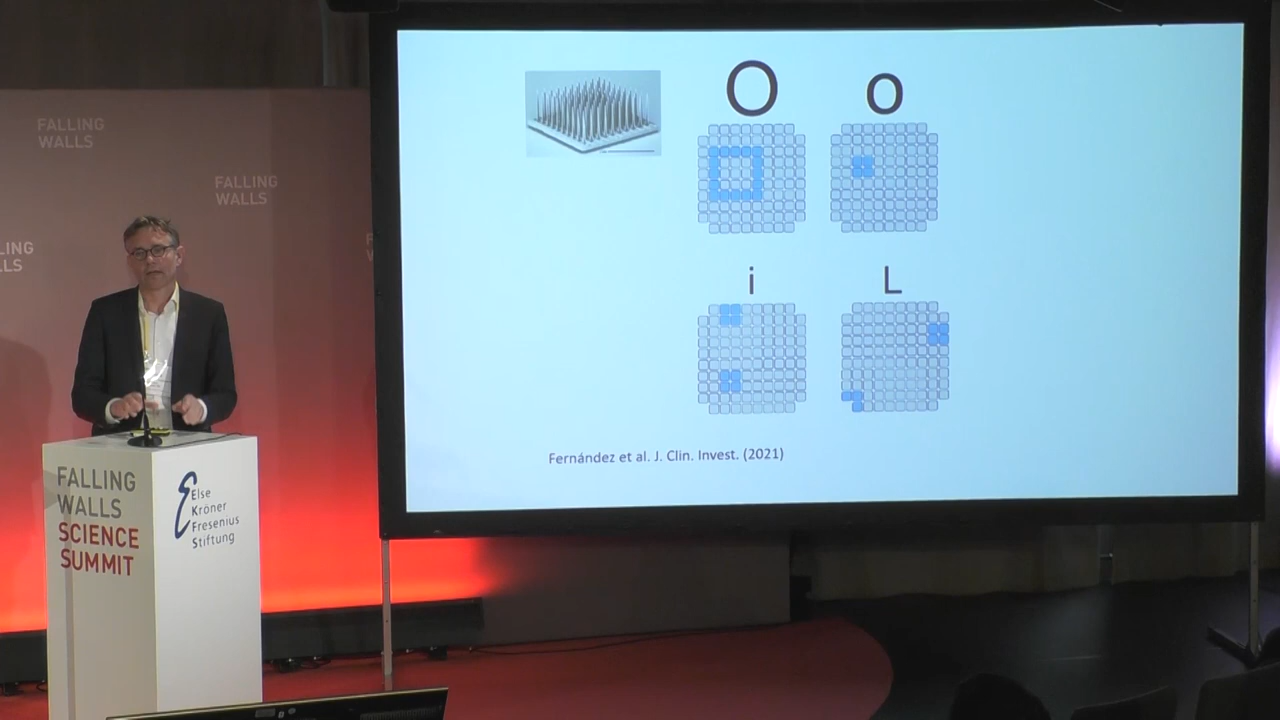 FALLING
WALLS
FALLING
WALLS
LING
LS
O
o
i
L
Fernández et al. J. Clin. Invest. (2021)
FALLING
WALLS
SCIENCE
SUMMIT
Else
Kröner
Fresenius
Stiftung